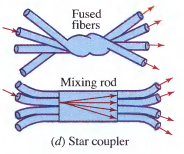 Fused
fibers
Mixing rod
(d) Star coupler